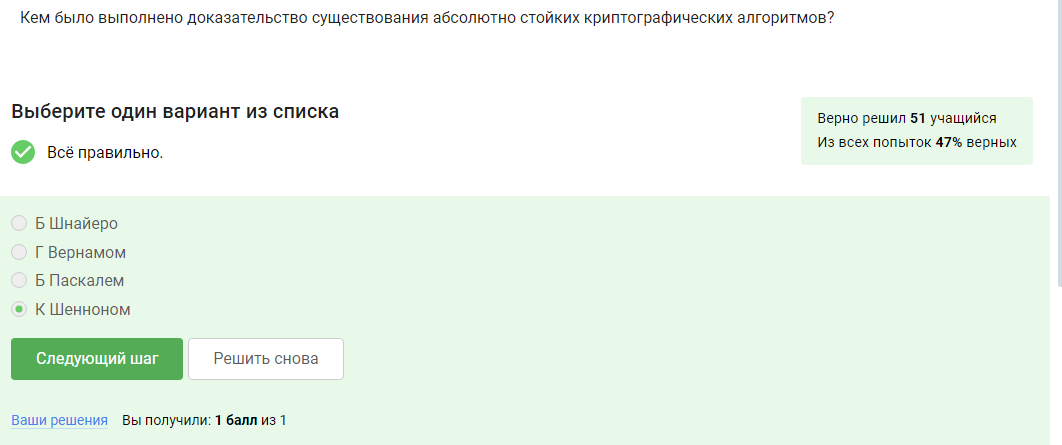 Кем было выполнено доказательство существования абсолютно стойких криптографических алгоритмов?
Выберите один вариант из списка
Верно решил 51 учащийся
Из всех попыток 47% верных
Всё правильно.
Б Шнайеро
Г Вернамом
Б Паскалем
К Шенноном
Следующий шаг
Решить снова
Ваши решения Вы получили: 1 балл из 1